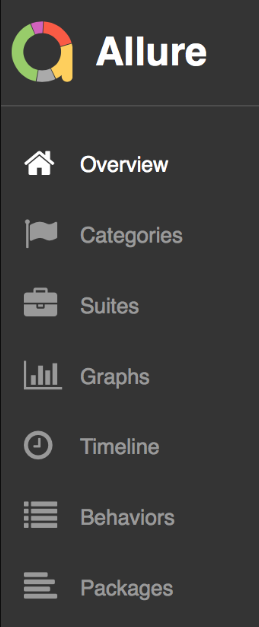 Allure
Overview
Categories
Suites
Graphs
Timeline
Behaviors
Packages